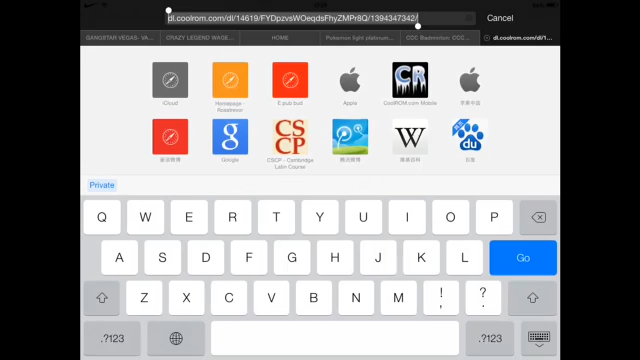 dl.coolrom.com/dl/14619/FYDpzvsWOeqdsFhyZMPr8Q/1394347342/
Cancel
GANGSTAR VEGAS- VA...
CRAZY LEGEND WAGE...
HOME
Pokemon light platinum...
CCC Badminton: CCC...
dl.coolrom.com/dl/1...
iCloud
Homepage -
E pub bud
Apple
CR
CoolROM.com Mobile
苹果中国
新浪微博
g
Google
CS
CP
CSCP - Cambridge
Latin Course
腾讯微博
W
维基百科
du
百度
Private
Q W E R T Y U I O P
A S D F G H J K L Go
Z X C V B N M ! , ? .
.?123
.?123